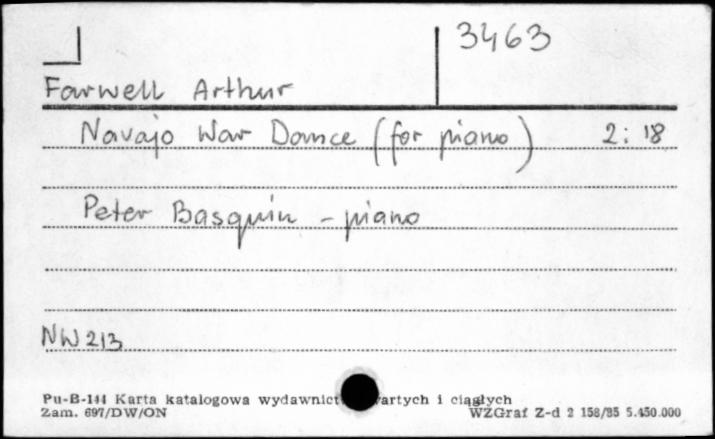 3463
Farwell Arthur
Navajo War Dance (for piano) 2:18
Peter Basquin - piano
NW 213
Pu-B-144 Karta katalogowa wydawnict artych i ciągłych
Zam. 697/DW/ON WZGraf Z-d 2 158/85 5.450.000